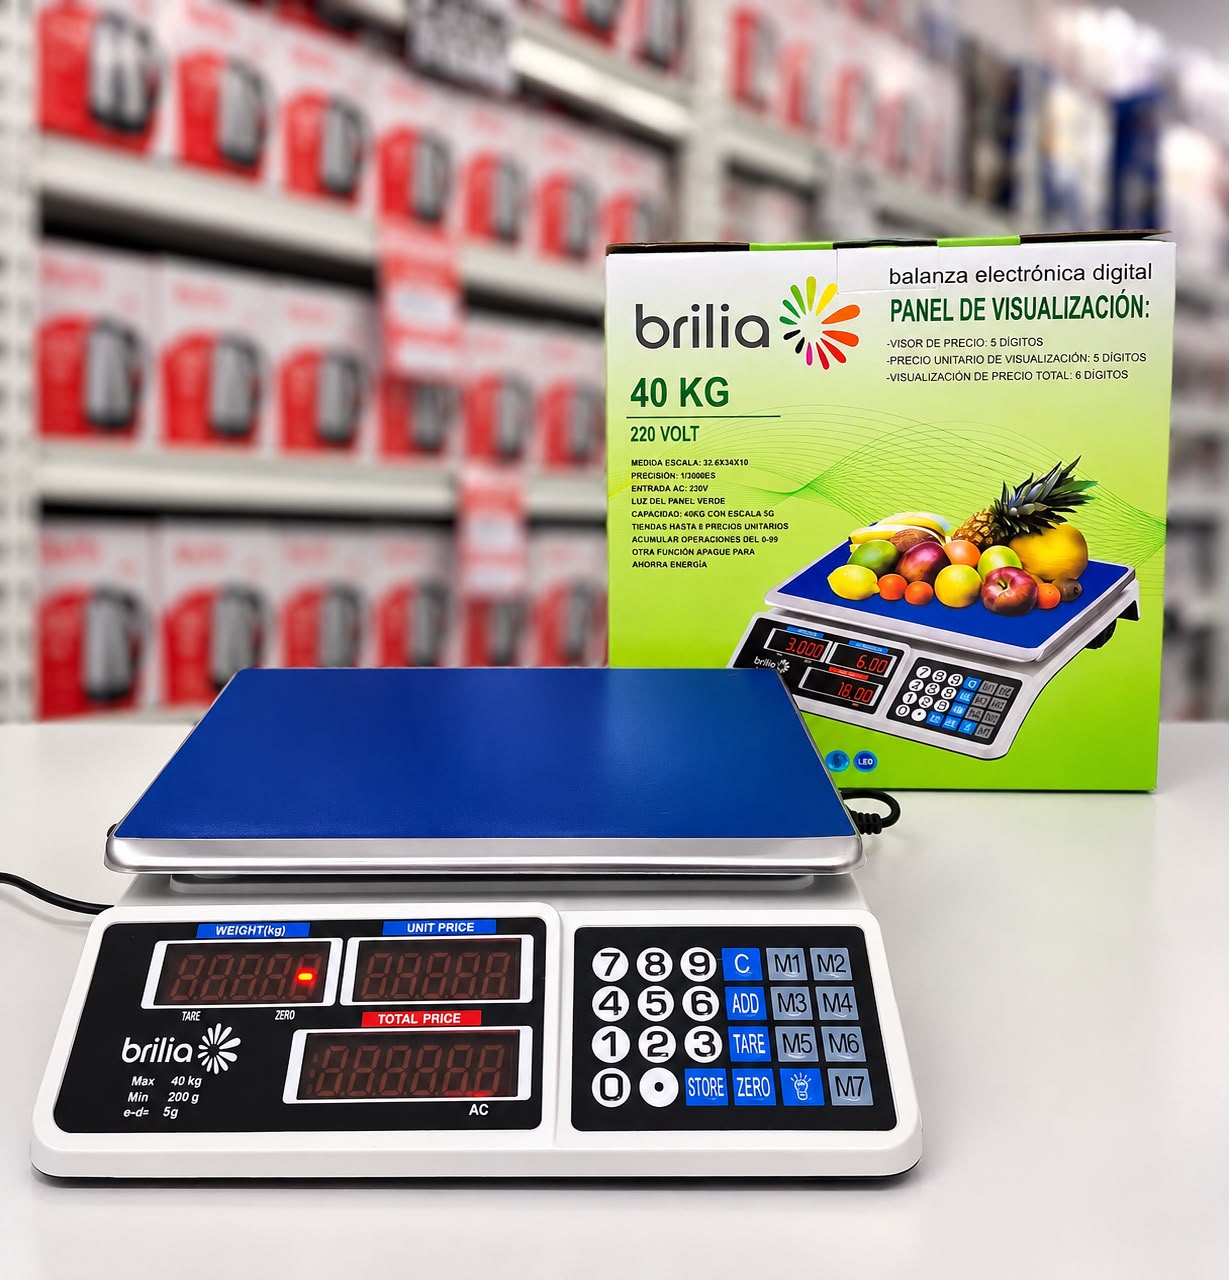 brilia
balanza electrónica digital
PANEL DE VISUALIZACIÓN:
-VISOR DE PRECIO: 5 DÍGITOS
-PRECIO UNITARIO DE VISUALIZACIÓN: 5 DÍGITOS
-VISUALIZACIÓN DE PRECIO TOTAL: 6 DÍGITOS
40 KG
220 VOLT
MEDIDA ESCALA: 32.6X34X10
PRECISIÓN: 1/3000ES
ENTRADA AC: 230V
LUZ DEL PANEL VERDE
CAPACIDAD: 40KG CON ESCALA 5G
TIENDAS HASTA 8 PRECIOS UNITARIOS
ACUMULAR OPERACIONES DEL 0-99
OTRA FUNCIÓN APAGUE PARA
AHORRA ENERGÍA
3.000
6.00
brilia
18.00
LED
WEIGHT(kg)
UNIT PRICE
TARE ZERO
TOTAL PRICE
brilia
Max 40 kg
Min 200 g
e-d= 5g
AC
7 8 9 C M1 M2
4 5 6 ADD M3 M4
1 2 3 TARE M5 M6
0 • STORE ZERO M7